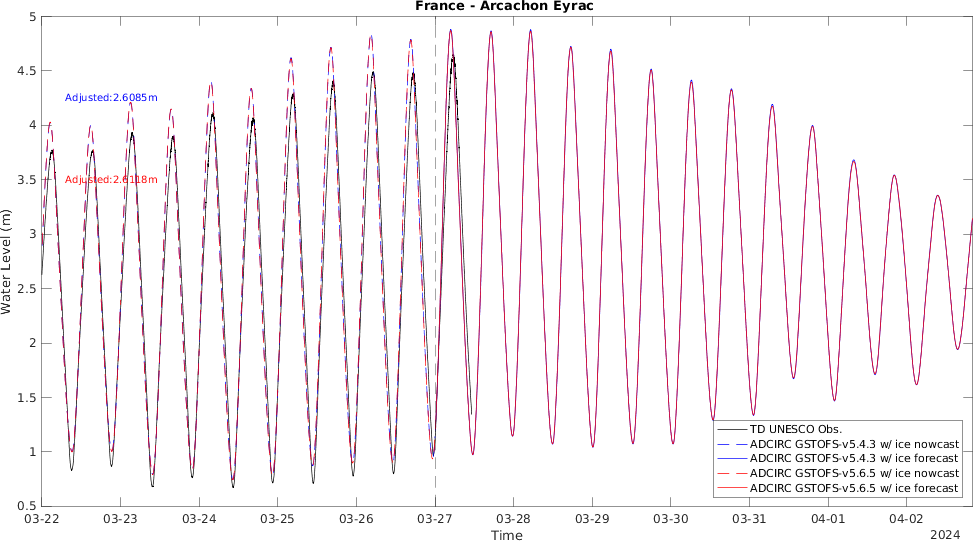 France - Arcachon Eyrac
5
4.5
4
3.5
3
2.5
2
1.5
1
0.5
Water Level (m)
Adjusted:2.6085m
Adjusted:2.6118m
TD UNESCO Obs.
ADCIRC GSTOFS-v5.4.3 w/ ice nowcast
ADCIRC GSTOFS-v5.4.3 w/ ice forecast
ADCIRC GSTOFS-v5.6.5 w/ ice nowcast
ADCIRC GSTOFS-v5.6.5 w/ ice forecast
03-22 03-23 03-24 03-25 03-26 03-27 03-28 03-29 03-30 03-31 04-01 04-02
Time
2024